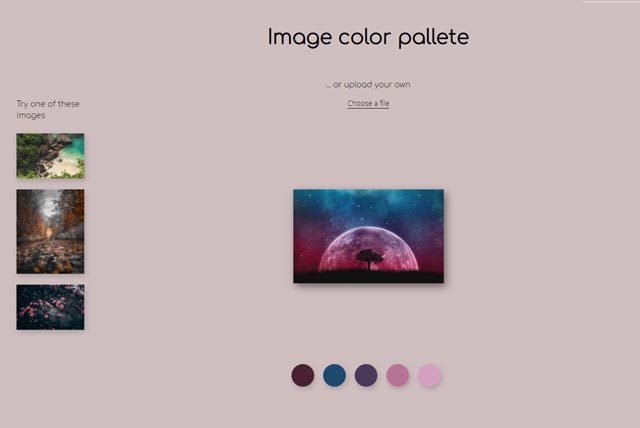 Image color pallete
... or upload your own
Choose a file
Try one of these
images